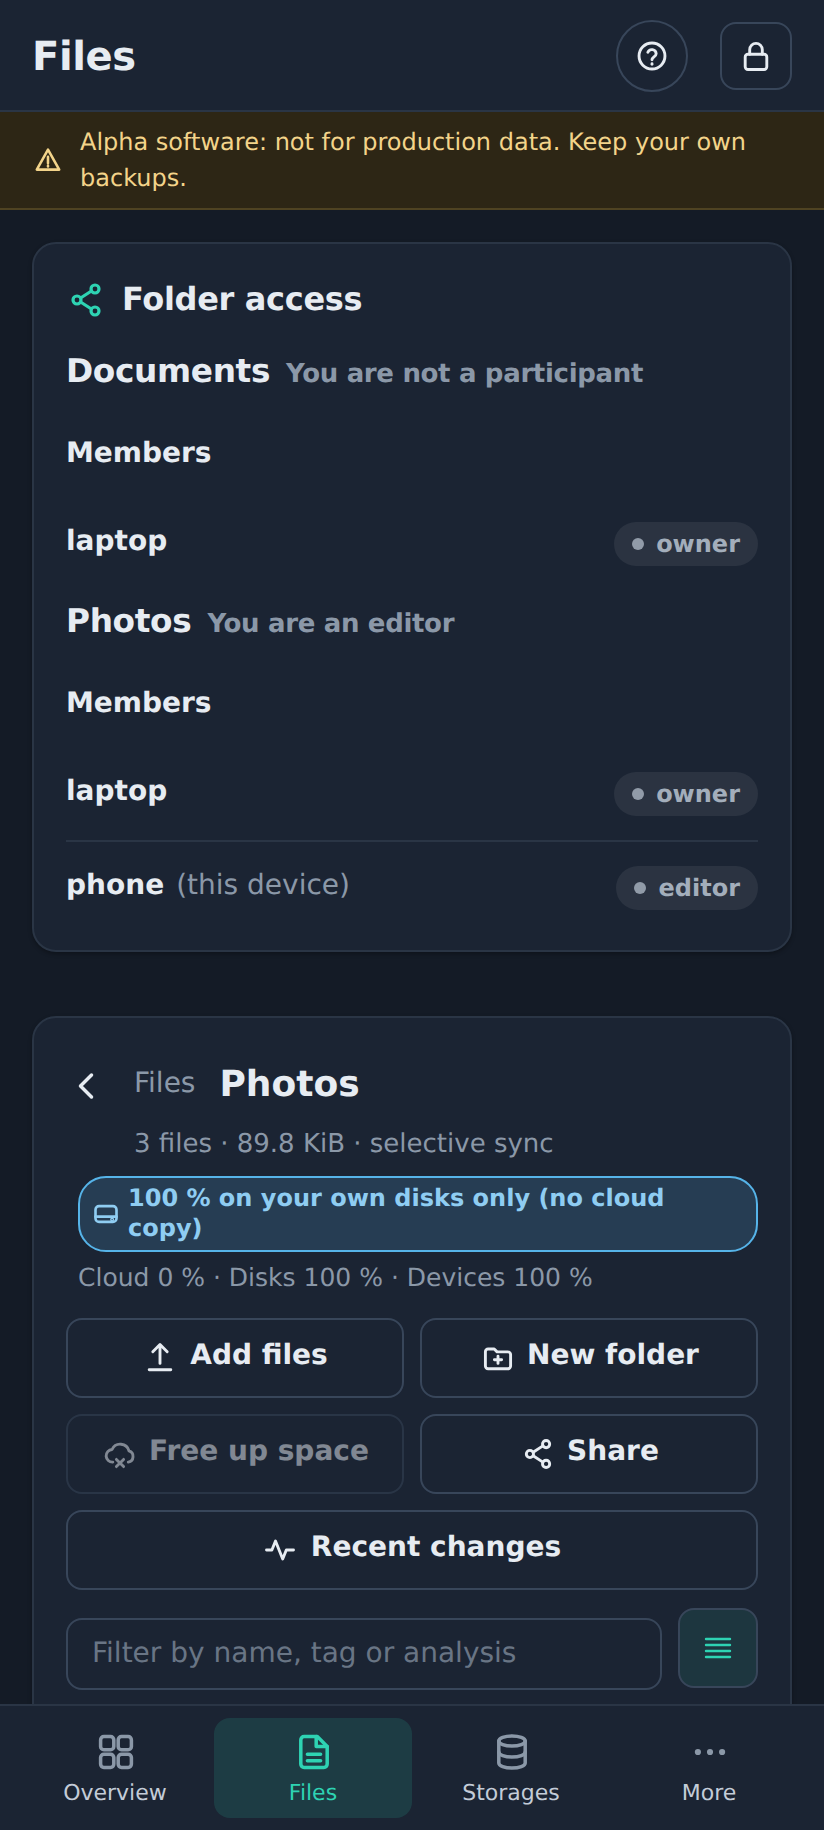 Files
Alpha software: not for production data. Keep your own
backups.
Folder access
Documents You are not a participant
Members
laptop owner
Photos You are an editor
Members
laptop owner
phone (this device) editor
Files Photos
3 files · 89.8 KiB · selective sync
100 % on your own disks only (no cloud
copy)
Cloud 0 % · Disks 100 % · Devices 100 %
Add files New folder
Free up space Share
Recent changes
Filter by name, tag or analysis
Overview Files Storages More